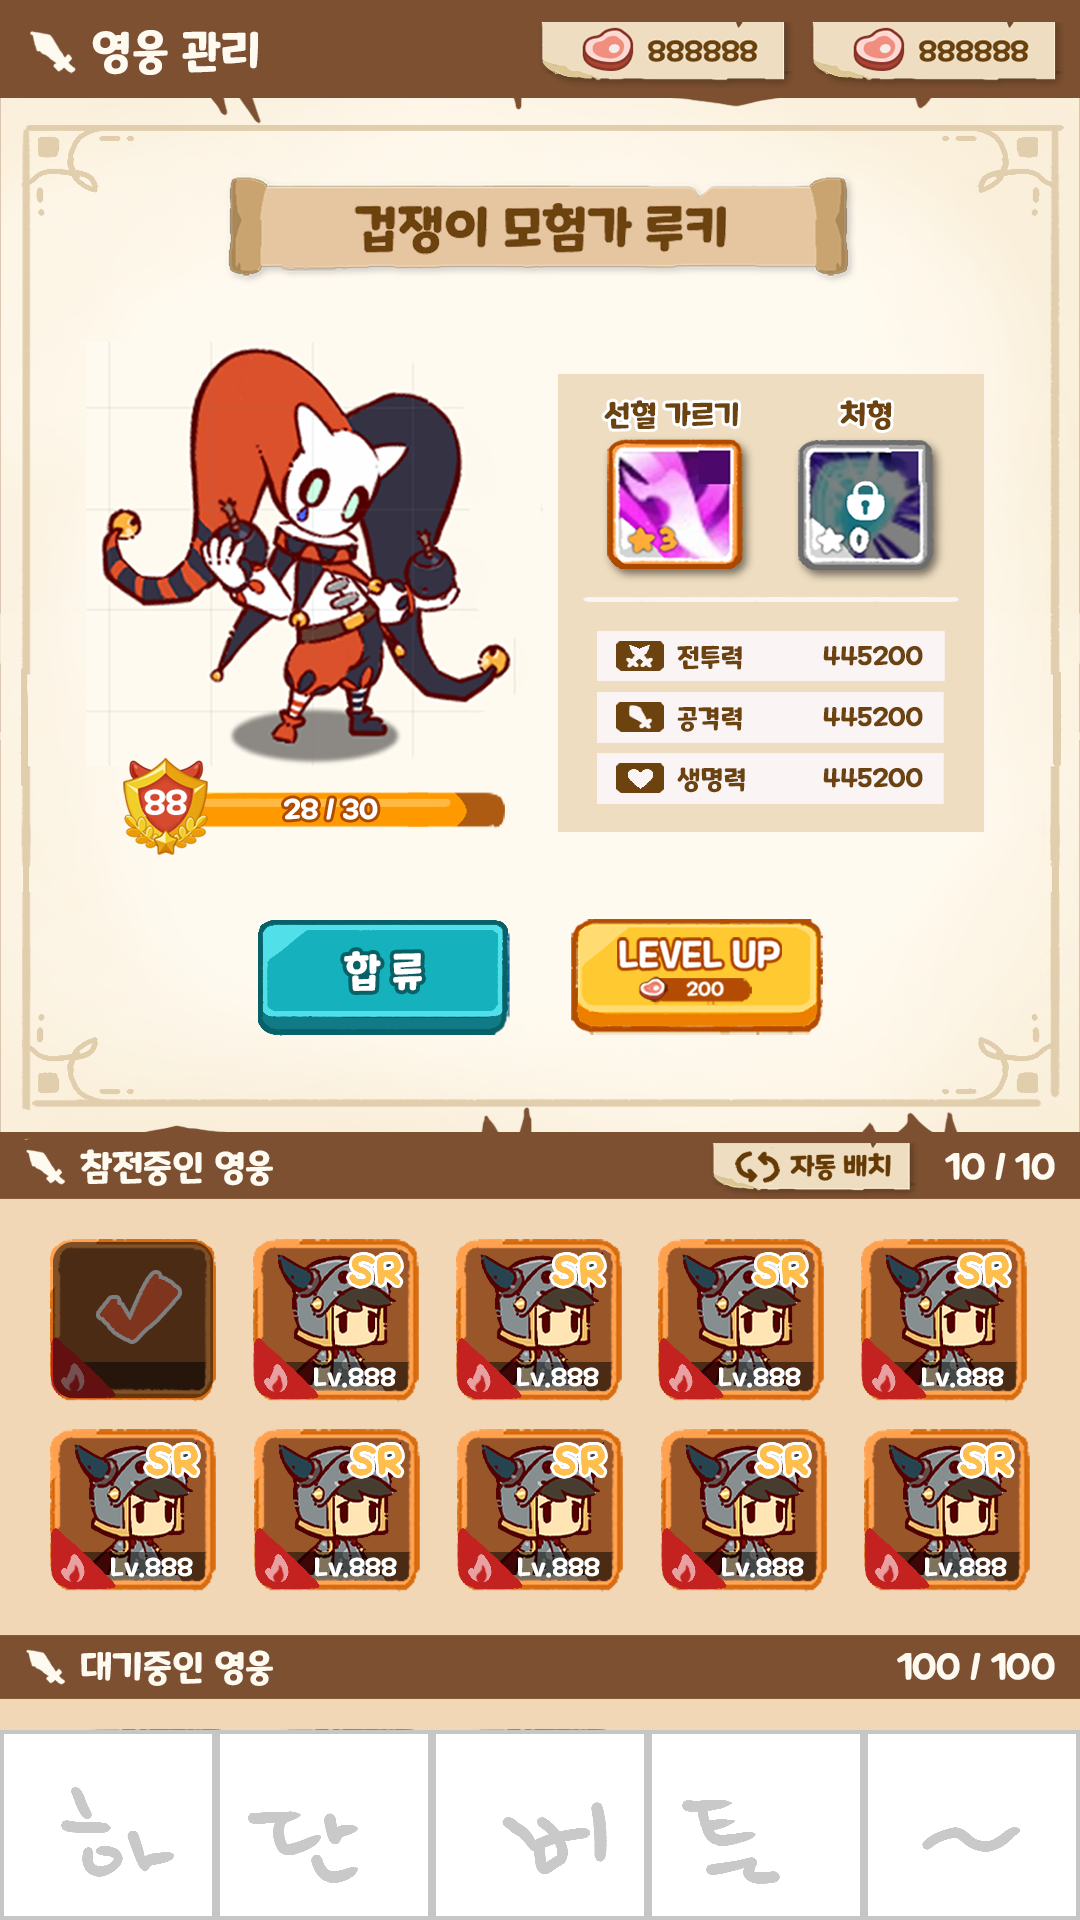 영웅 관리 888888 888888
겁쟁이 모험가 루키
선혈 가르기 처형
3 0
전투력 445200
공격력 445200
생명력 445200
88 28 / 30
합 류 LEVEL UP
200
참전중인 영웅 자동 배치 10 / 10
SR SR SR SR
Lv.888 Lv.888 Lv.888 Lv.888
SR SR SR SR SR
Lv.888 Lv.888 Lv.888 Lv.888 Lv.888
대기중인 영웅 100 / 100
하 단 버 튼 ~